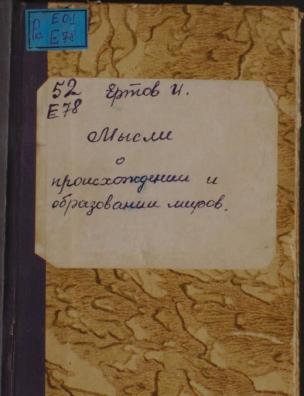 Ро
Е01
Е78
52 Ертов И.
Е78
Мысли
о
происхождении и
образовании миров.